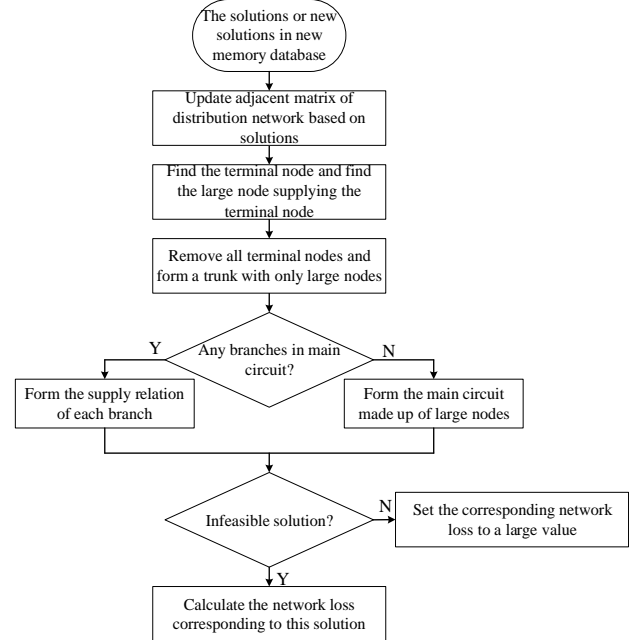 The solutions or new
solutions in new
memory database
Update adjacent matrix of
distribution network based on
solutions
Find the terminal node and find
the large node supplying the
terminal node
Remove all terminal nodes and
form a trunk with only large nodes
Any branches in main
circuit?
Y
N
Form the supply relation
of each branch
Form the main circuit
made up of large nodes
Infeasible solution?
N
Set the corresponding network
loss to a large value
Y
Calculate the network loss
corresponding to this solution